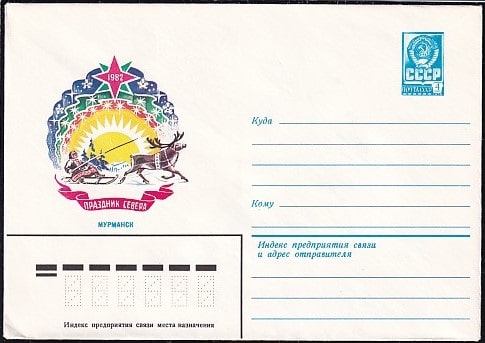 1982
ПРАЗДНИК СЕВЕРА
МУРМАНСК
СССР
ПОЧТА
Куда
Кому
Индекс предприятия связи
и адрес отправителя
Индекс предприятия связи места назначения